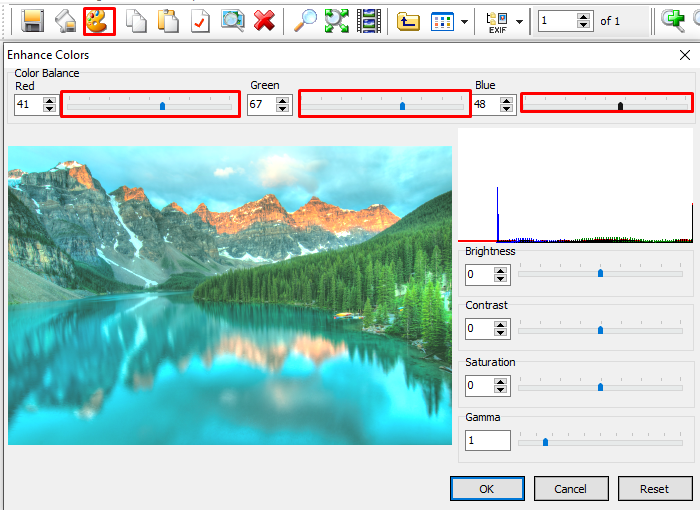 EXIF
1
of 1
Enhance Colors
Color Balance
Red
Green
Blue
41
67
48
Brightness
0
Contrast
0
Saturation
0
Gamma
1
OK
Cancel
Reset